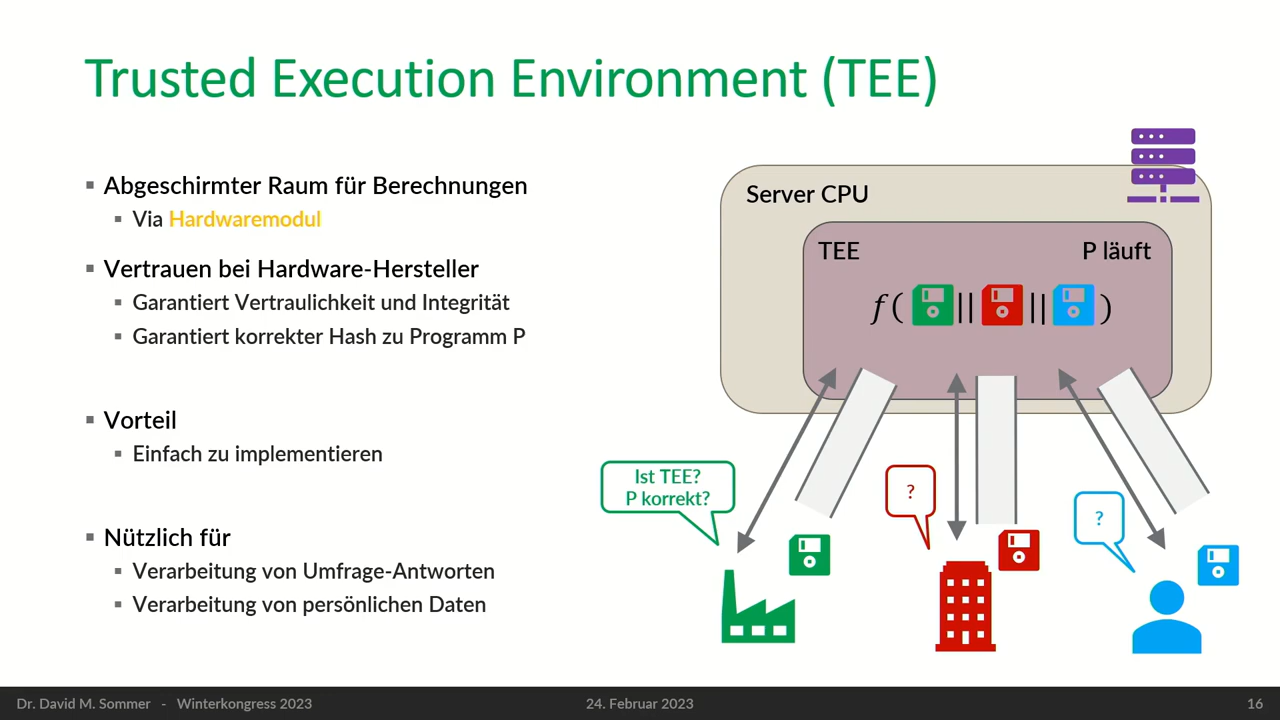 Trusted Execution Environment (TEE)
▪ Abgeschirmter Raum für Berechnungen
▪ Via Hardwaremodul
▪ Vertrauen bei Hardware-Hersteller
▪ Garantiert Vertraulichkeit und Integrität
▪ Garantiert korrekter Hash zu Programm P
▪ Vorteil
▪ Einfach zu implementieren
▪ Nützlich für
▪ Verarbeitung von Umfrage-Antworten
▪ Verarbeitung von persönlichen Daten
Server CPU
TEE P läuft
f( || || )
Ist TEE?
P korrekt?
?
?
Dr. David M. Sommer - Winterkongress 2023 24. Februar 2023 16